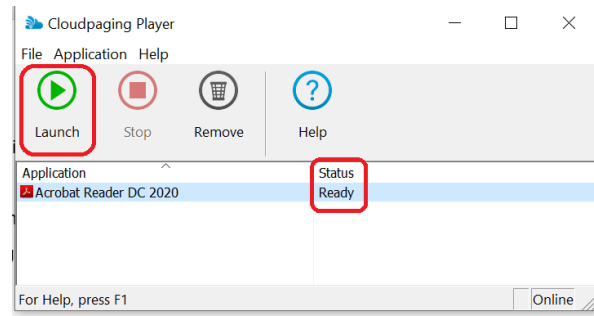 Cloudpaging Player
File Application Help
Launch Stop Remove Help
Application Status
Acrobat Reader DC 2020 Ready
For Help, press F1 Online